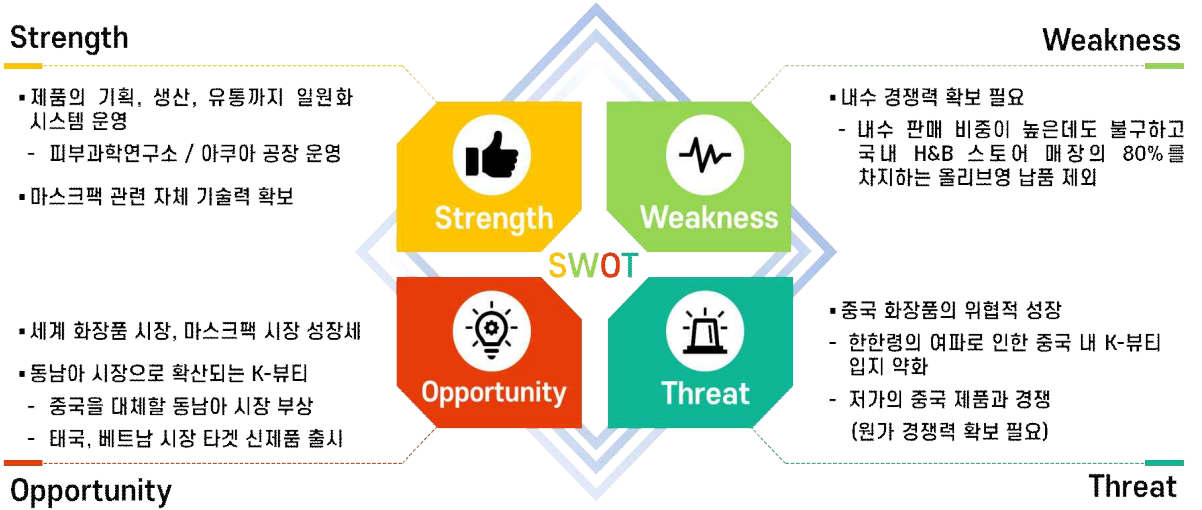 Strength
▪제품의 기획, 생산, 유통까지 일원화
시스템 운영
- 피부과학연구소 / 아쿠아 공장 운영
▪마스크팩 관련 자체 기술력 확보
Weakness
▪내수 경쟁력 확보 필요
- 내수 판매 비중이 높은데도 불구하고
국내 H&B 스토어 매장의 80%를
차지하는 올리브영 납품 제외
Strength
Weakness
SWOT
Opportunity
Threat
▪세계 화장품 시장, 마스크팩 시장 성장세
▪동남아 시장으로 확산되는 K-뷰티
- 중국을 대체할 동남아 시장 부상
- 태국, 베트남 시장 타겟 신제품 출시
Opportunity
▪중국 화장품의 위협적 성장
- 한한령의 여파로 인한 중국 내 K-뷰티
입지 약화
- 저가의 중국 제품과 경쟁
(원가 경쟁력 확보 필요)
Threat